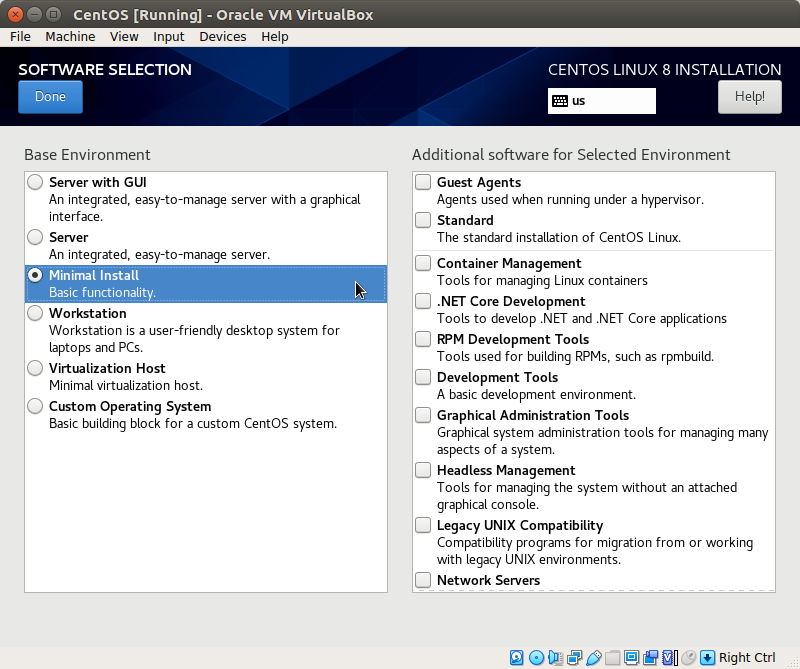 CentOS [Running] - Oracle VM VirtualBox
File Machine View Input Devices Help
SOFTWARE SELECTION
CENTOS LINUX 8 INSTALLATION
Done
us
Help!
Base Environment
Server with GUI
An integrated, easy-to-manage server with a graphical
interface.
Server
An integrated, easy-to-manage server.
Minimal Install
Basic functionality.
Workstation
Workstation is a user-friendly desktop system for
laptops and PCs.
Virtualization Host
Minimal virtualization host.
Custom Operating System
Basic building block for a custom CentOS system.
Additional software for Selected Environment
Guest Agents
Agents used when running under a hypervisor.
Standard
The standard installation of CentOS Linux.
Container Management
Tools for managing Linux containers
.NET Core Development
Tools to develop .NET and .NET Core applications
RPM Development Tools
Tools used for building RPMs, such as rpmbuild.
Development Tools
A basic development environment.
Graphical Administration Tools
Graphical system administration tools for managing many
aspects of a system.
Headless Management
Tools for managing the system without an attached
graphical console.
Legacy UNIX Compatibility
Compatibility programs for migration from or working
with legacy UNIX environments.
Network Servers
Right Ctrl